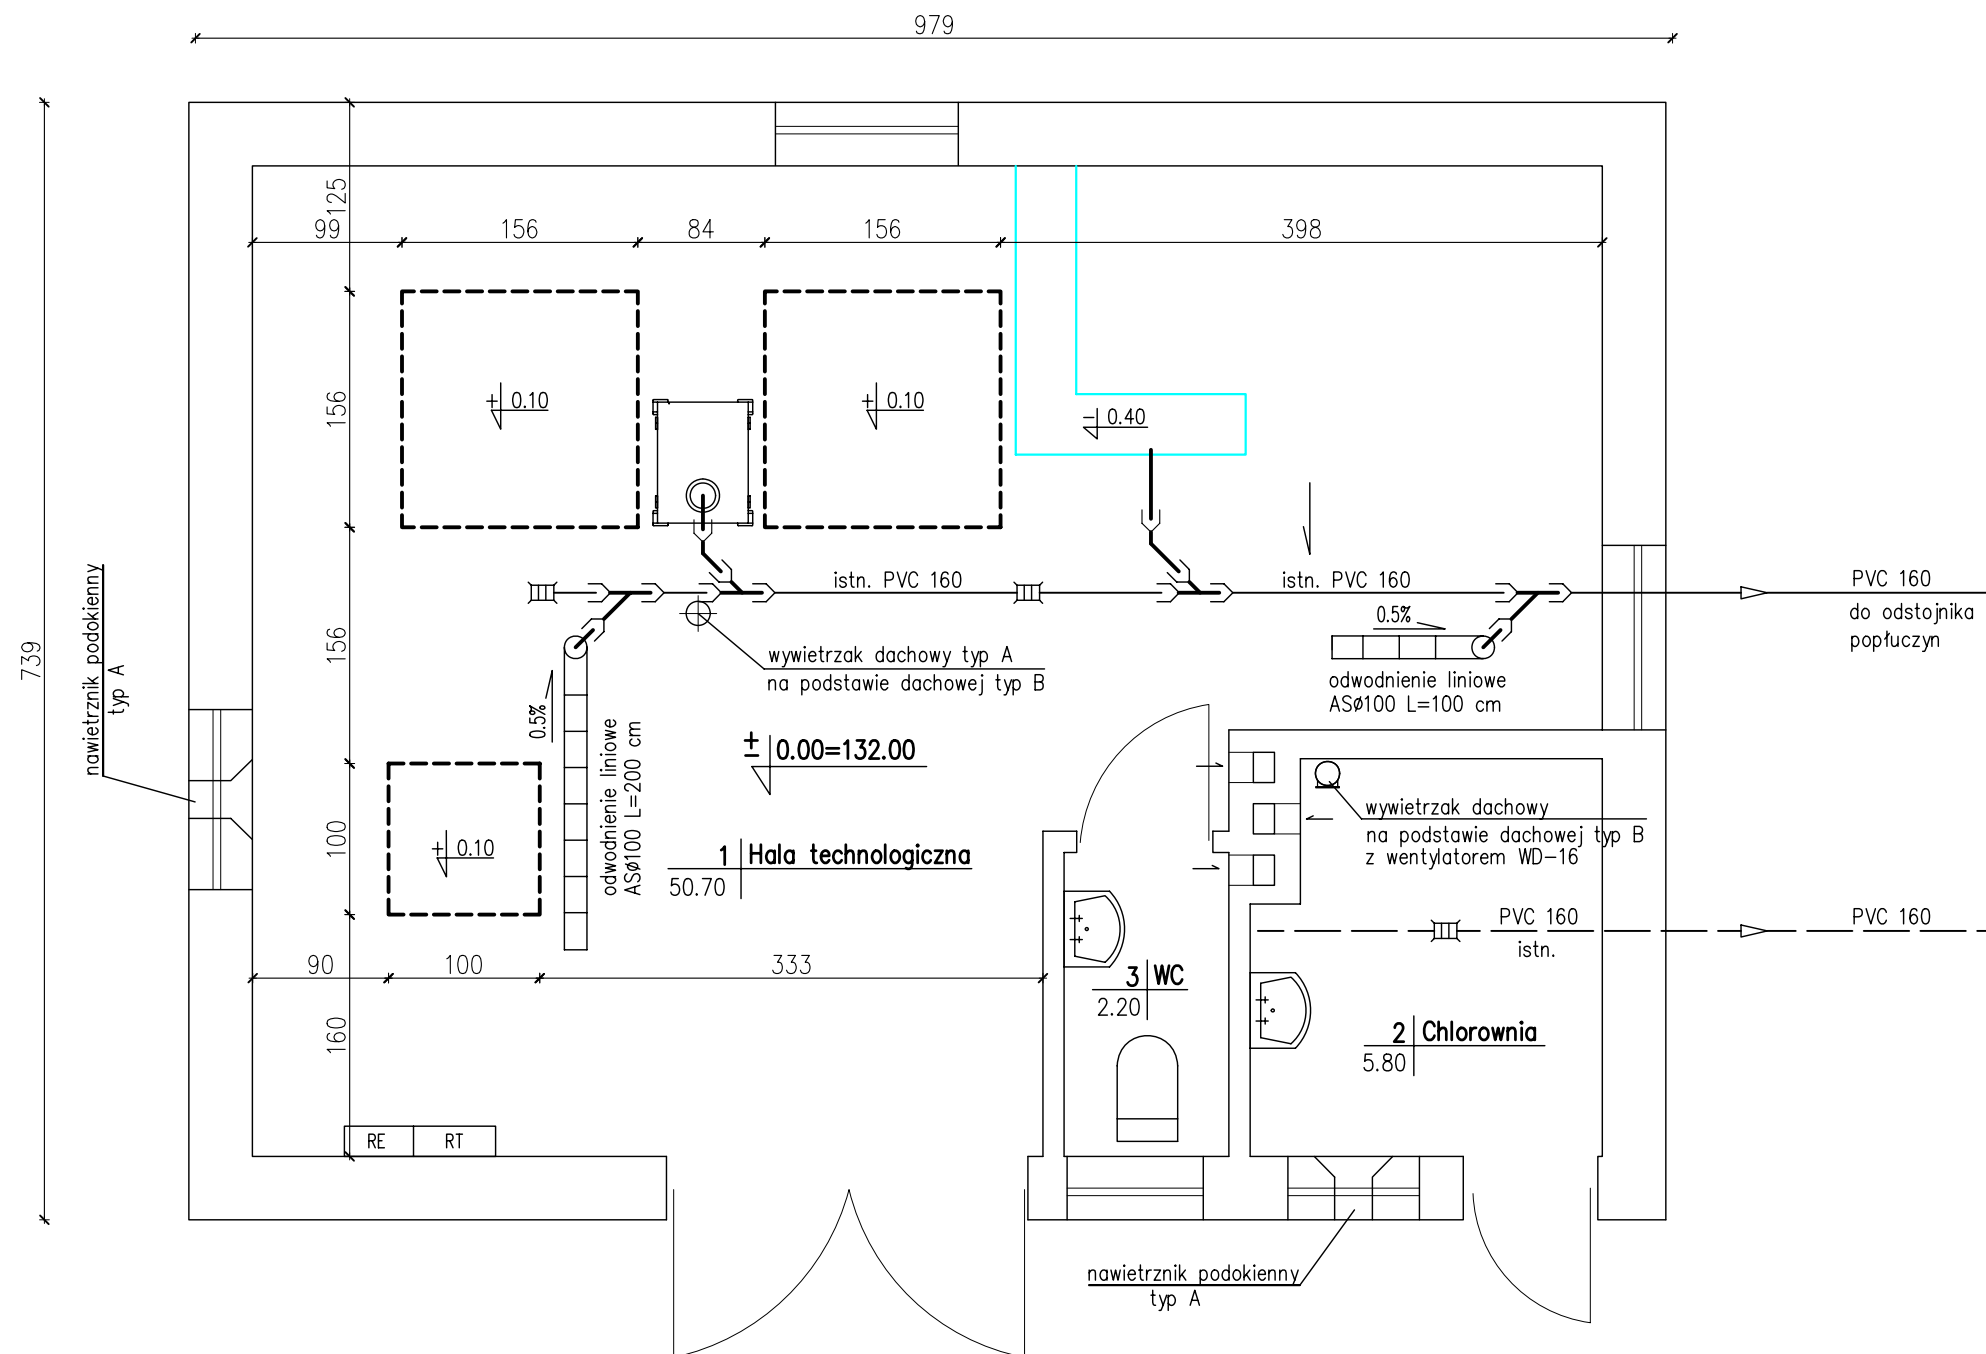 979
125
99
156
84
156
398
156
+ 0.10
+ 0.10
- 0.40
istn. PVC 160
istn. PVC 160
PVC 160
do odstojnika
popłuczyn
0.5%
nawietrznik podokienny
typ A
739
156
wywietrzak dachowy typ A
na podstawie dachowej typ B
odwodnienie liniowe
ASø100 L=100 cm
0.5%
odwodnienie liniowe
ASø100 L=200 cm
± 0.00=132.00
wywietrzak dachowy
na podstawie dachowej typ B
z wentylatorem WD-16
100
+ 0.10
1 Hala technologiczna
50.70
PVC 160
istn.
PVC 160
90
100
333
3 WC
2.20
160
2 Chlorownia
5.80
RE
RT
nawietrznik podokienny
typ A